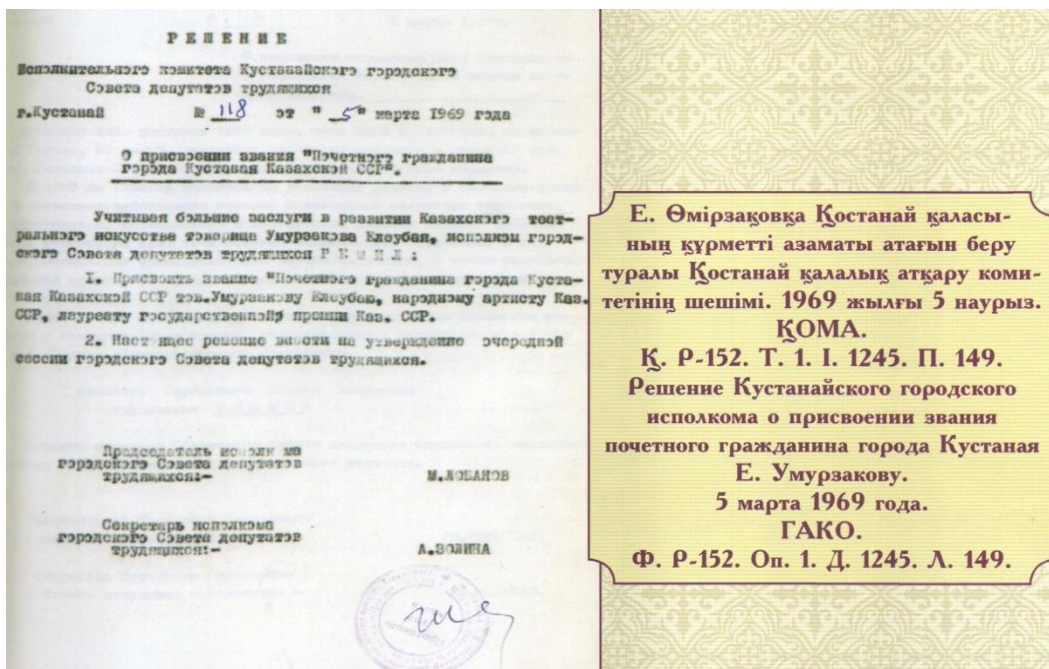 РЕШЕНИЕ
Исполнительного комитета Кустанайского городского
Совета депутатов трудящихся
г.Кустанай № 118 от "5" марта 1969 года
О присвоении звания "Почетного гражданина
города Кустаная Казахской ССР".
Учитывая большие заслуги в развитии Казахского теат-
рального искусства товарища Умурзакова Елеубая, исполком город-
ского Совета депутатов трудящихся Р Е Ш И Л :
1. Присвоить звание "Почетного гражданина города Куста-
ная Казахской ССР тов.Умурзакову Елеубаю, народному артисту Каз.
ССР, лауреату государственной премии Каз. ССР.
2. Наст ящее решение внести на утверждение очередной
сессии городского Совета депутатов трудящихся.
Председатель исполк ма
городского Совета депутатов
трудящихся:-
М.ЛОБАНОВ
Секретарь исполкома
городского Совета депутатов
трудящихся:-
А.ЗОЛИНА
Е. Өмірзақовқа Қостанай қаласы-
ның құрметті азаматы атағын беру
туралы Қостанай қалалық атқару коми-
тетінің шешімі. 1969 жылғы 5 наурыз.
ҚОМА.
Қ. Р-152. Т. 1. І. 1245. П. 149.
Решение Кустанайского городского
исполкома о присвоении звания
почетного гражданина города Кустаная
Е. Умурзакову.
5 марта 1969 года.
ГАКО.
Ф. Р-152. Оп. 1. Д. 1245. Л. 149.